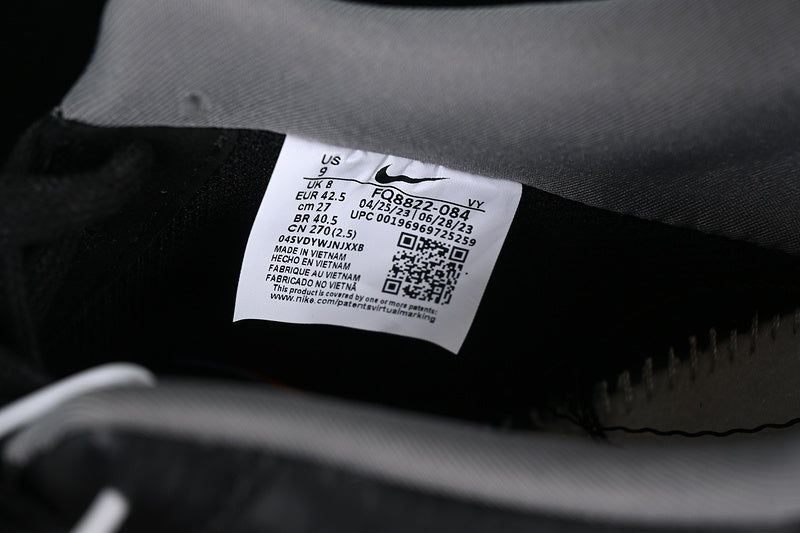 US
9
UK 8
EUR 42.5
cm 27
BR 40.5
CN 270(2.5)
FQ8822-084 VY
04/25/23 | 06/28/23
UPC 00196969725259
045VDYWJNJXXB
MADE IN VIETNAM
HECHO EN VIETNAM
FABRIQUE AU VIETNAM
FABRICADO NO VIETNÃ
This product is covered by one or more patents:
www.nike.com/patentsvirtualmarking